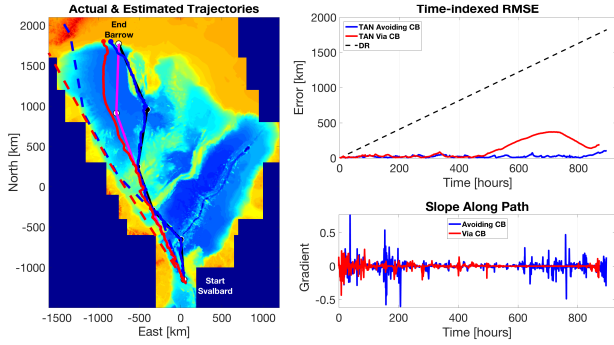 Actual & Estimated Trajectories
End
Barrow
2000
1500
1000
500
0
-500
-1000
North [km]
Start
Svalbard
-1500 -1000 -500 0 500 1000
East [km]
Time-indexed RMSE
2000
1500
1000
500
0
Error [km]
TAN Avoiding CB
TAN Via CB
DR
0 200 400 600 800
Time [hours]
Slope Along Path
0.5
0
-0.5
Gradient
Avoiding CB
Via CB
0 200 400 600 800
Time [hours]